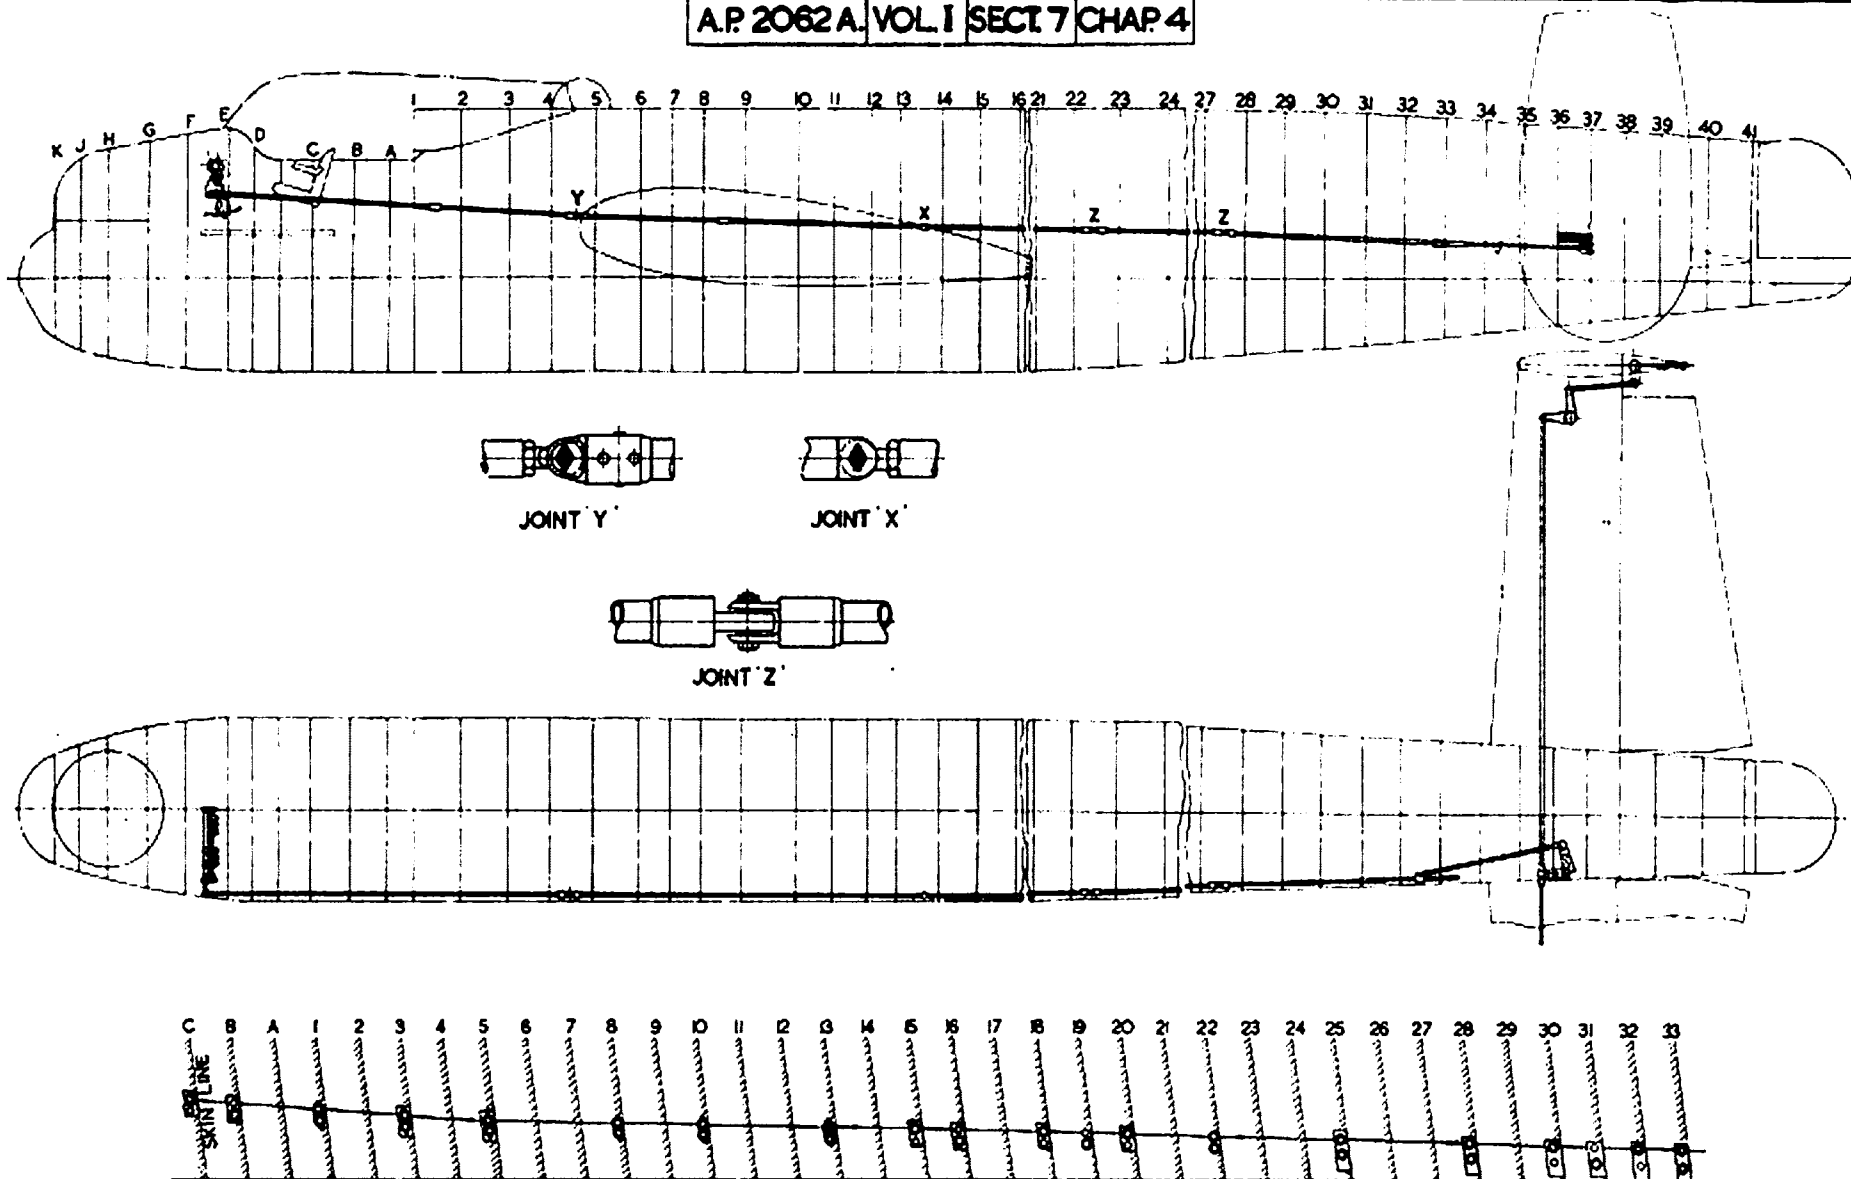 A.P. 2062 A. VOL. I SECT. 7 CHAP. 4
K J H G F E D C B A 1 2 3 4 5 6 7 8 9 10 11 12 13 14 15 16 21 22 23 24 27 28 29 30 31 32 33 34 35 36 37 38 39 40 41
Y X Z Z
JOINT 'Y' JOINT 'X'
JOINT 'Z'
C B A 1 2 3 4 5 6 7 8 9 10 11 12 13 14 15 16 17 18 19 20 21 22 23 24 25 26 27 28 29 30 31 32 33
SKIN LINE